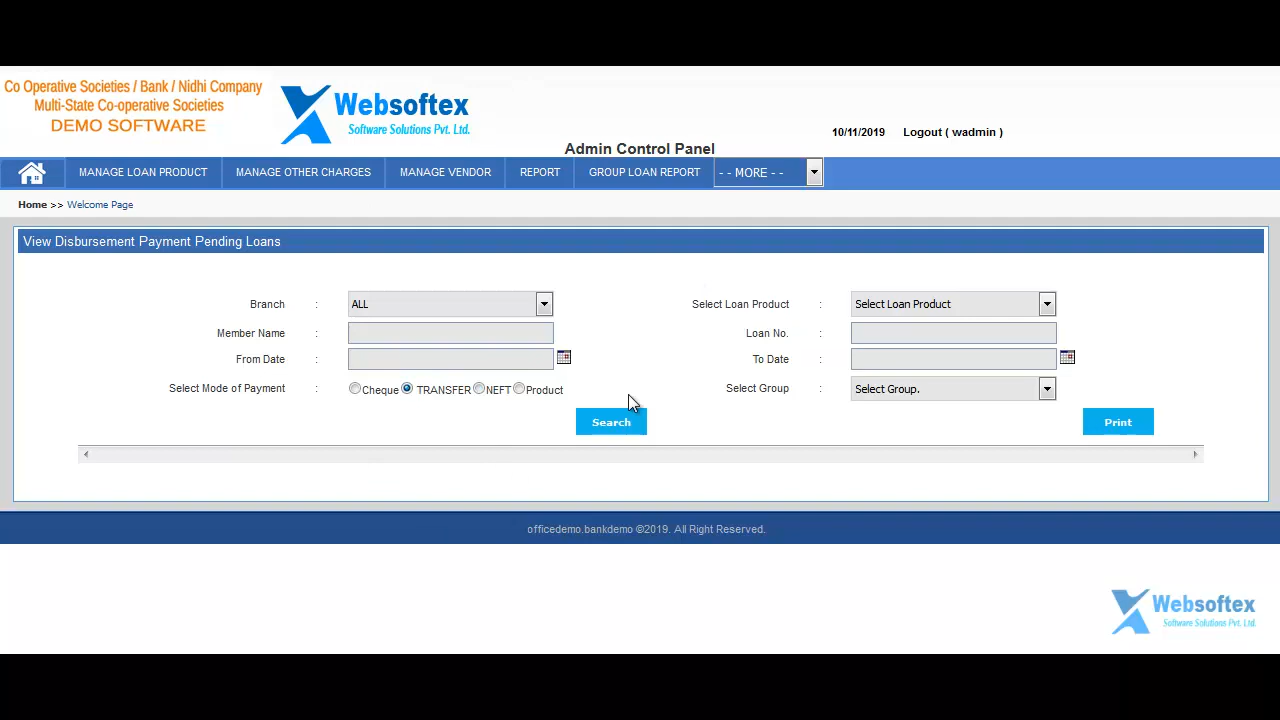 Co Operative Societies / Bank / Nidhi Company
Multi-State Co-operative Societies
DEMO SOFTWARE
Websoftex
Software Solutions Pvt. Ltd.
10/11/2019 Logout ( wadmin )
Admin Control Panel
MANAGE LOAN PRODUCT MANAGE OTHER CHARGES MANAGE VENDOR REPORT GROUP LOAN REPORT - - MORE - -
Home >> Welcome Page
View Disbursement Payment Pending Loans
Branch : ALL Select Loan Product : Select Loan Product
Member Name : Loan No. :
From Date : To Date :
Select Mode of Payment : Cheque TRANSFER NEFT Product Select Group : Select Group.
Search Print
officedemo.bankdemo ©2019. All Right Reserved.
Websoftex
Software Solutions Pvt. Ltd.